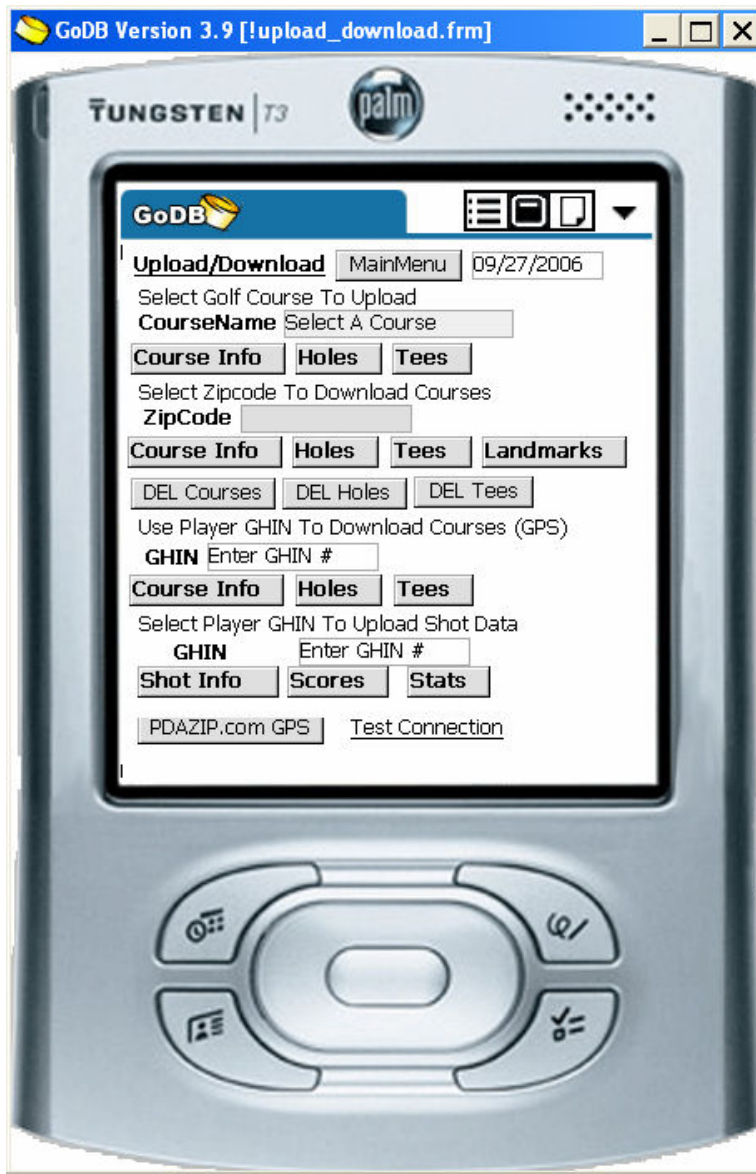 GoDB Version 3.9 [!upload_download.frm]
TUNGSTEN T3 palm
GoDB
Upload/Download MainMenu 09/27/2006
Select Golf Course To Upload
CourseName Select A Course
Course Info Holes Tees
Select Zipcode To Download Courses
ZipCode
Course Info Holes Tees Landmarks
DEL Courses DEL Holes DEL Tees
Use Player GHIN To Download Courses (GPS)
GHIN Enter GHIN #
Course Info Holes Tees
Select Player GHIN To Upload Shot Data
GHIN Enter GHIN #
Shot Info Scores Stats
PDAZIP.com GPS Test Connection